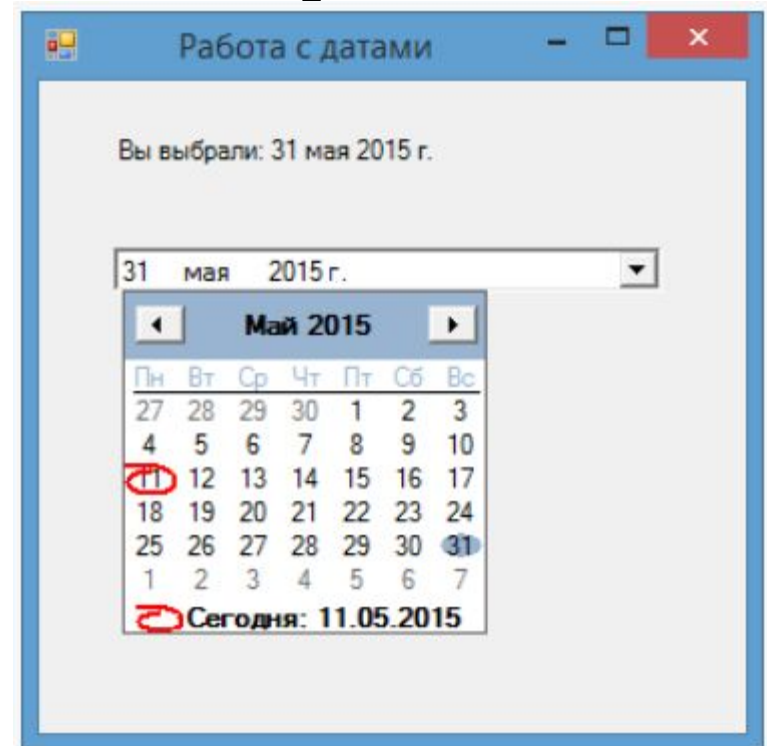 Работа с датами
Вы выбрали: 31 мая 2015 г.
31 мая 2015 г.
Май 2015
Пн Вт Ср Чт Пт Сб Вс
27 28 29 30 1 2 3
4 5 6 7 8 9 10
11 12 13 14 15 16 17
18 19 20 21 22 23 24
25 26 27 28 29 30 31
1 2 3 4 5 6 7
Сегодня: 11.05.2015